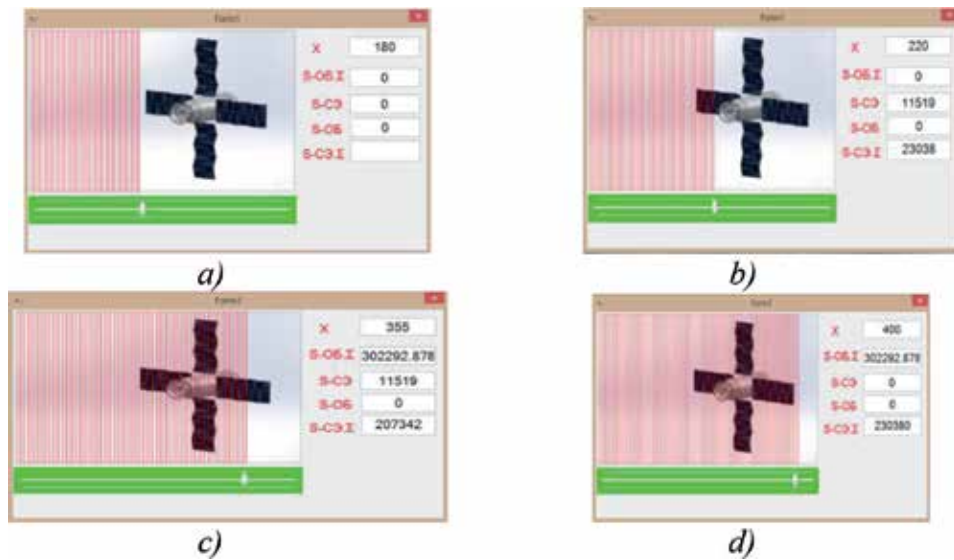 Form1
X 180
S-ОБ.Σ 0
S-СЭ 0
S-ОБ 0
S-СЭ.Σ
a)
Form1
X 220
S-ОБ.Σ 0
S-СЭ 11519
S-ОБ 0
S-СЭ.Σ 23038
b)
Form1
X 355
S-ОБ.Σ 302292.878
S-СЭ 11519
S-ОБ 0
S-СЭ.Σ 207342
c)
Form1
X 400
S-ОБ.Σ 302292.878
S-СЭ 0
S-ОБ 0
S-СЭ.Σ 230380
d)